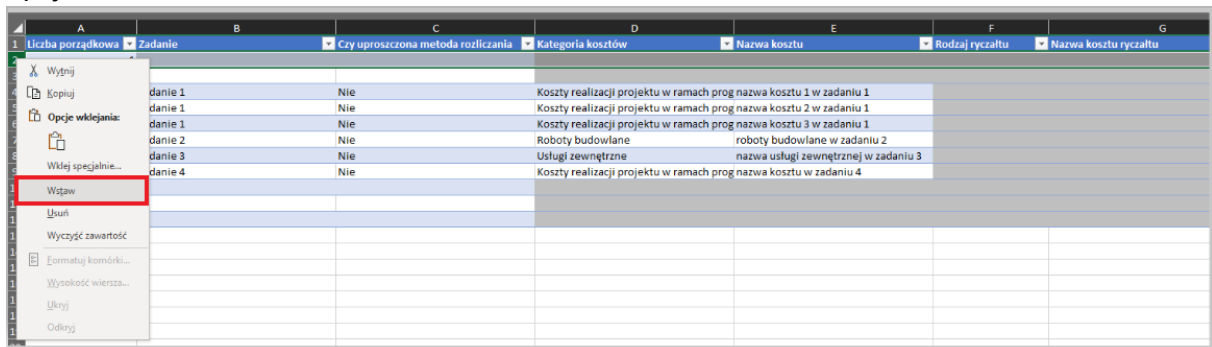 A B C D E F G
1 Liczba porządkowa Zadanie Czy uproszczona metoda rozliczania Kategoria kosztów Nazwa kosztu Rodzaj ryczałtu Nazwa kosztu ryczałtu
Wytnij
Kopiuj
Opcje wklejania:
Wklej specjalnie...
Wstaw
Usuń
Wyczyść zawartość
Formatuj komórki...
Wysokość wiersza...
Ukryj
Odkryj
danie 1 Nie Koszty realizacji projektu w ramach prog nazwa kosztu 1 w zadaniu 1
danie 1 Nie Koszty realizacji projektu w ramach prog nazwa kosztu 2 w zadaniu 1
danie 1 Nie Koszty realizacji projektu w ramach prog nazwa kosztu 3 w zadaniu 1
danie 2 Nie Roboty budowlane roboty budowlane w zadaniu 2
danie 3 Nie Usługi zewnętrzne nazwa usługi zewnętrznej w zadaniu 3
danie 4 Nie Koszty realizacji projektu w ramach prog nazwa kosztu w zadaniu 4